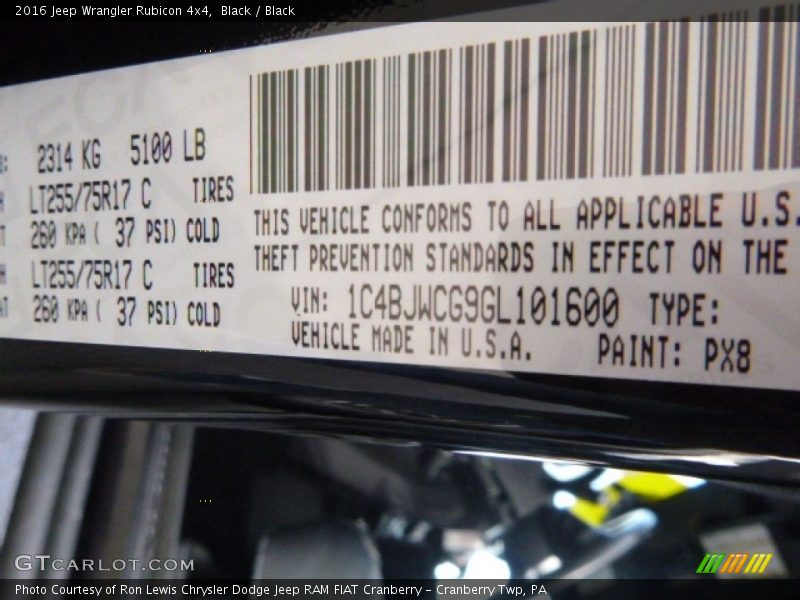 2016 Jeep Wrangler Rubicon 4x4,  Black / Black
2314 KG 5100 LB
LT255/75R17 C TIRES
260 KPA ( 37 PSI) COLD
LT255/75R17 C TIRES
260 KPA ( 37 PSI) COLD
THIS VEHICLE CONFORMS TO ALL APPLICABLE U.S.
THEFT PREVENTION STANDARDS IN EFFECT ON THE
VIN: 1C4BJWCG9GL101600 TYPE:
VEHICLE MADE IN U.S.A. PAINT: PX8
GTCARLOT.COM
Photo Courtesy of Ron Lewis Chrysler Dodge Jeep RAM FIAT Cranberry - Cranberry Twp, PA